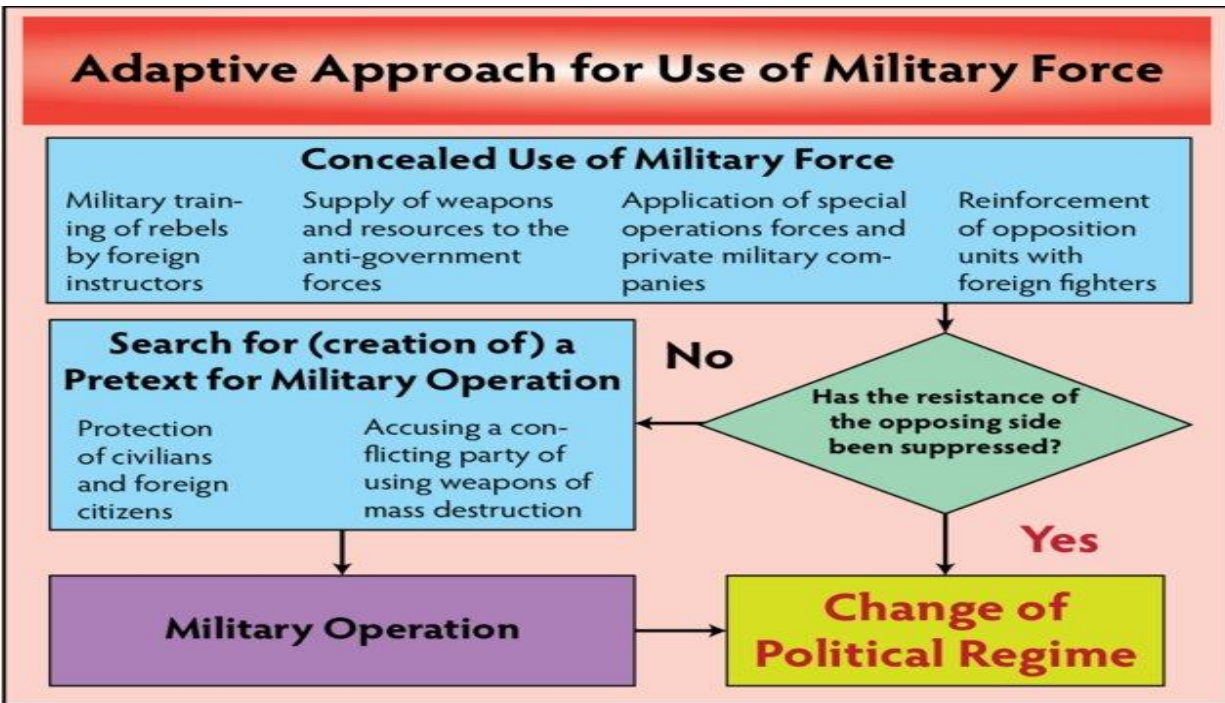 Adaptive Approach for Use of Military Force
Concealed Use of Military Force
Military train-
ing of rebels
by foreign
instructors
Supply of weapons
and resources to the
anti-government
forces
Application of special
operations forces and
private military com-
panies
Reinforcement
of opposition
units with
foreign fighters
Has the resistance of
the opposing side
been suppressed?
No
Search for (creation of) a
Pretext for Military Operation
Protection
of civilians
and foreign
citizens
Accusing a con-
flicting party of
using weapons of
mass destruction
Yes
Military Operation
Change of
Political Regime